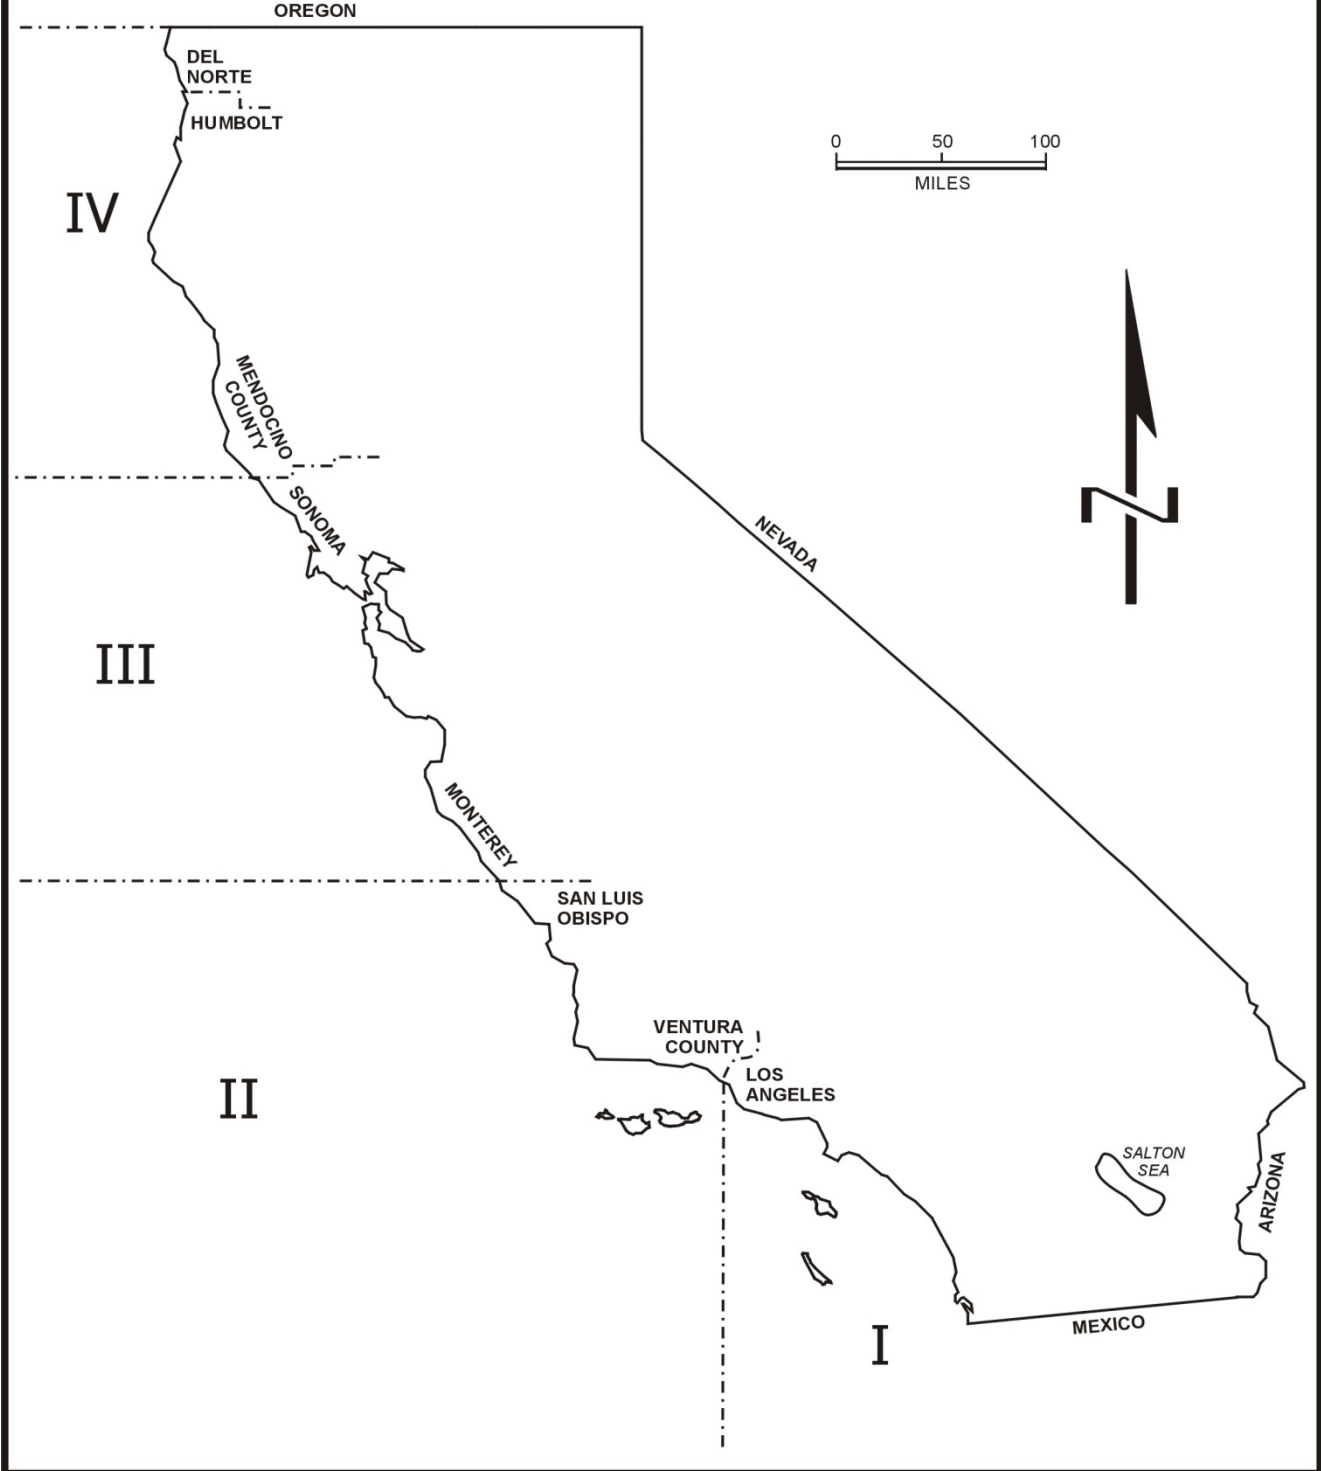 OREGON
DEL
NORTE
HUMBOLT
0 50 100
MILES
IV
MENDOCINO
COUNTY
SONOMA
NEVADA
N
III
MONTEREY
SAN LUIS
OBISPO
VENTURA
COUNTY
LOS
ANGELES
II
SALTON
SEA
ARIZONA
MEXICO
I